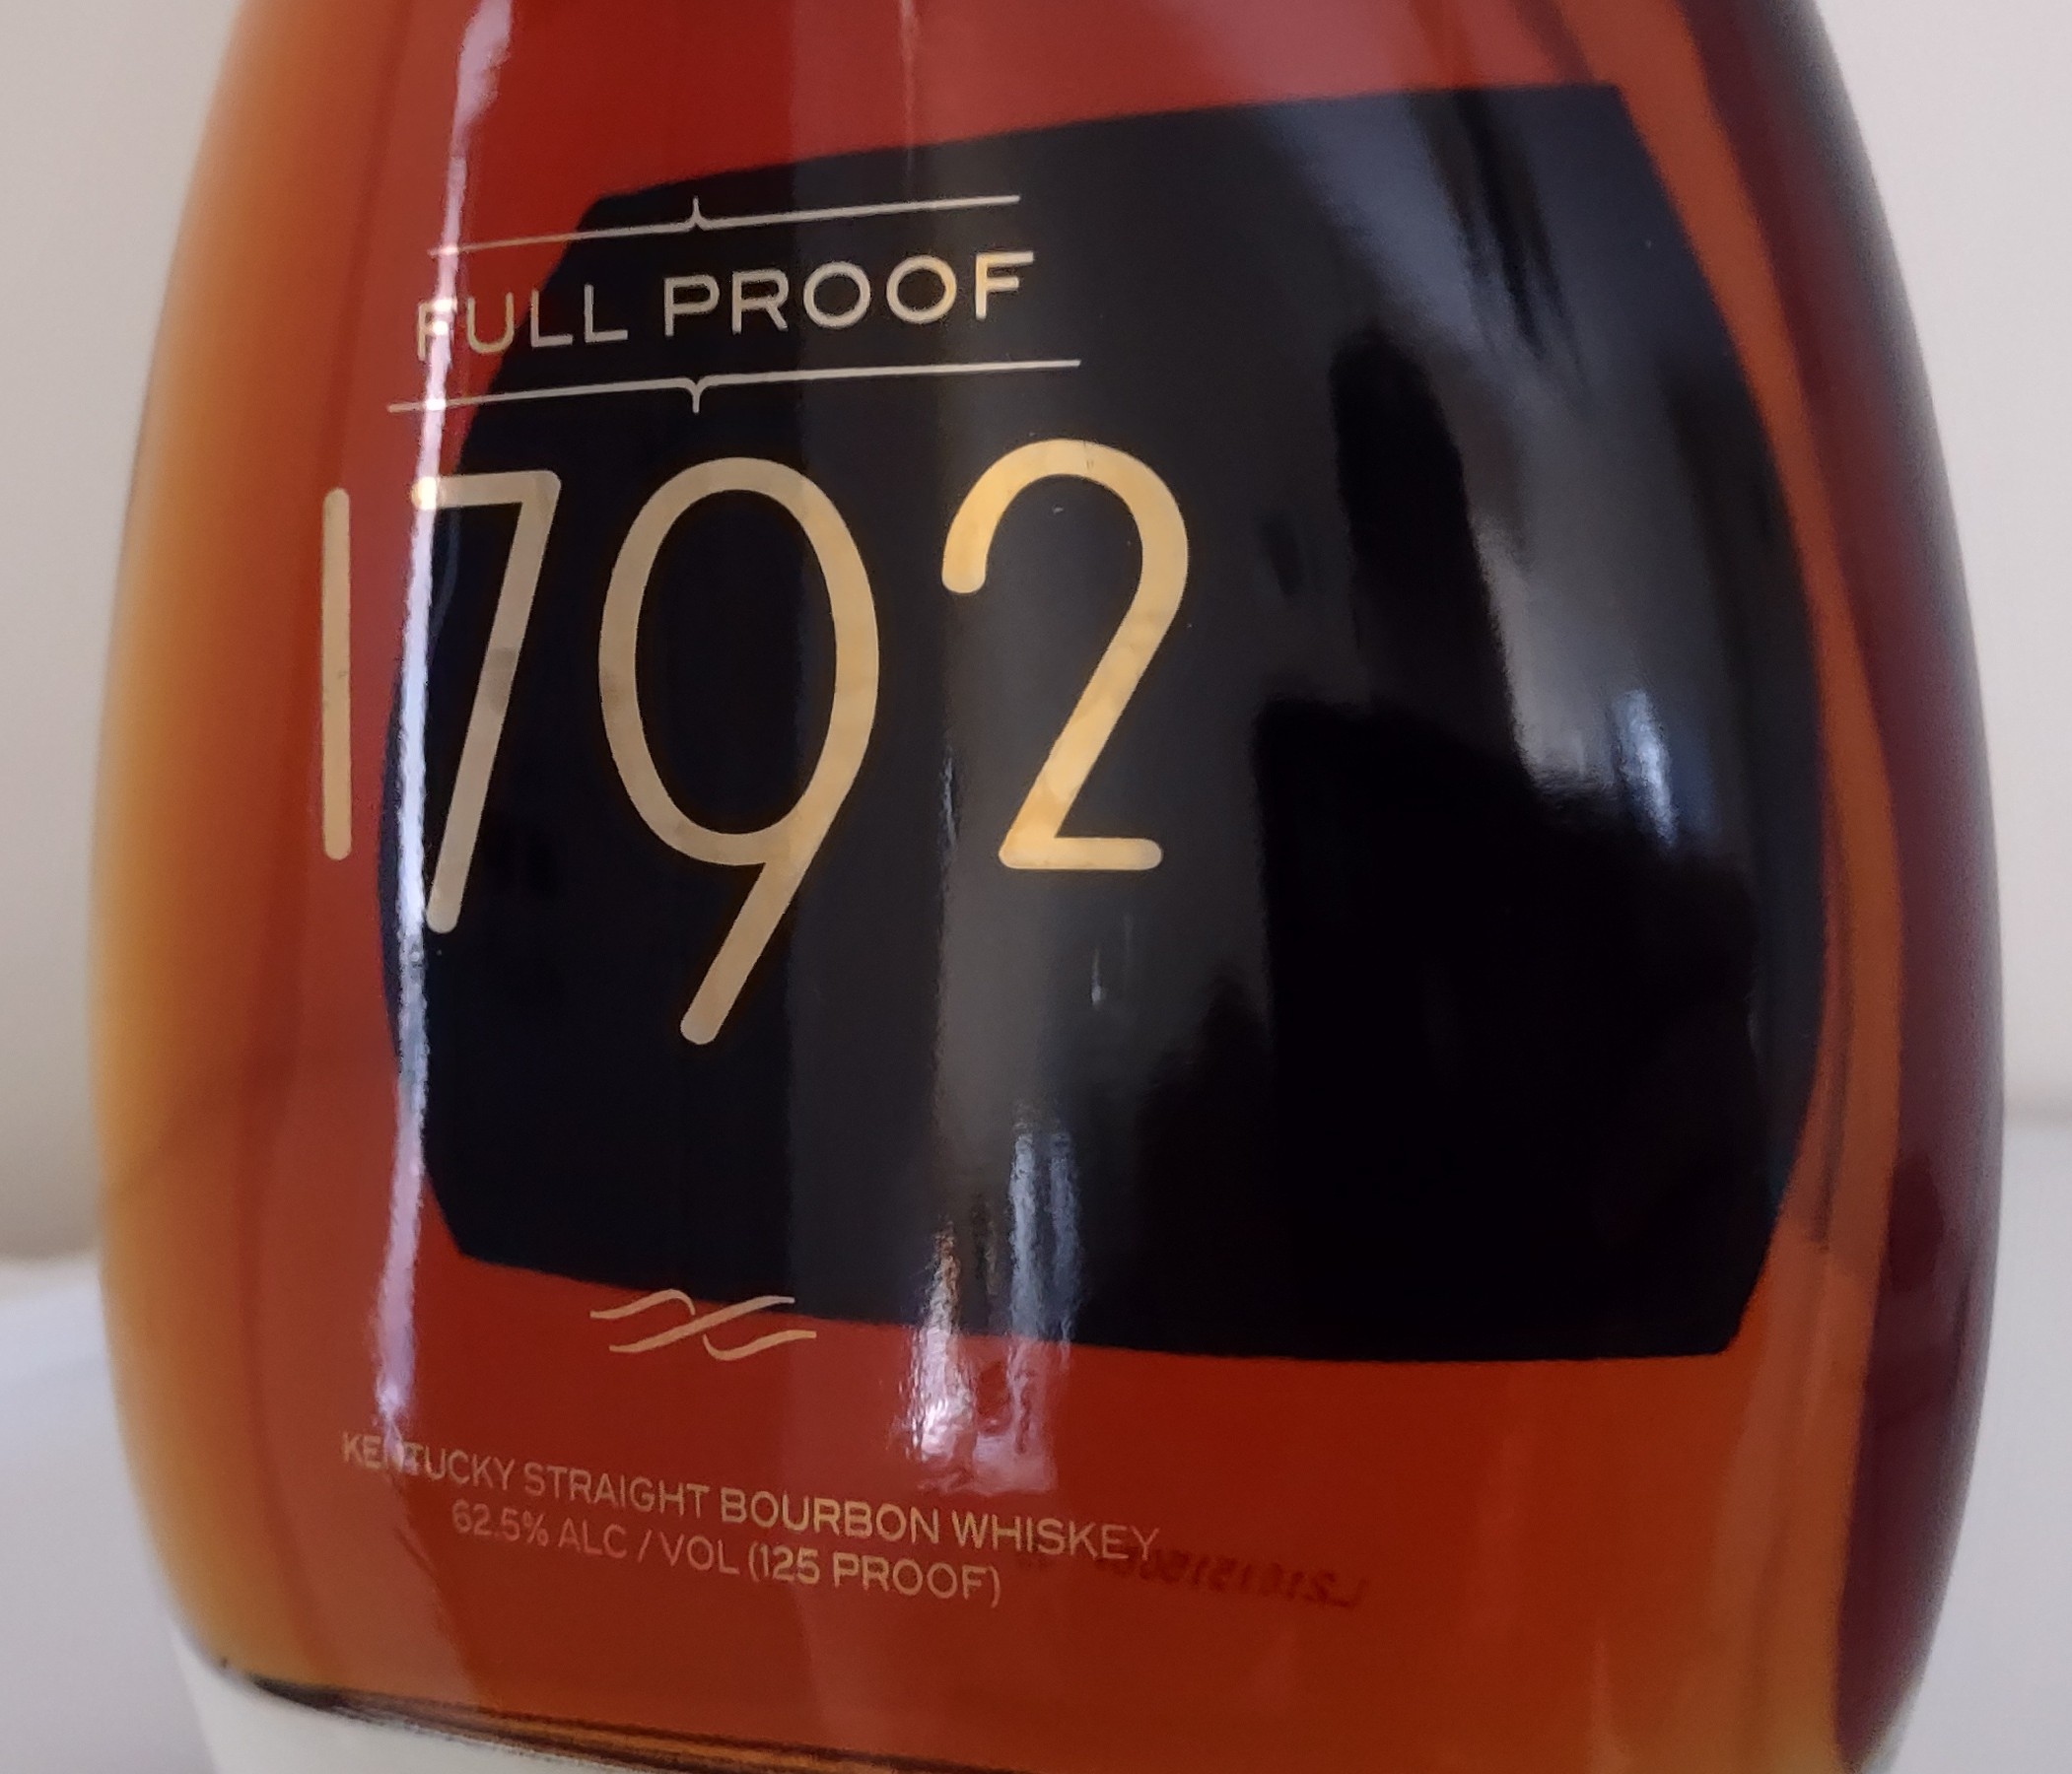 FULL PROOF
1792
KENTUCKY STRAIGHT BOURBON WHISKEY
62.5% ALC / VOL (125 PROOF)